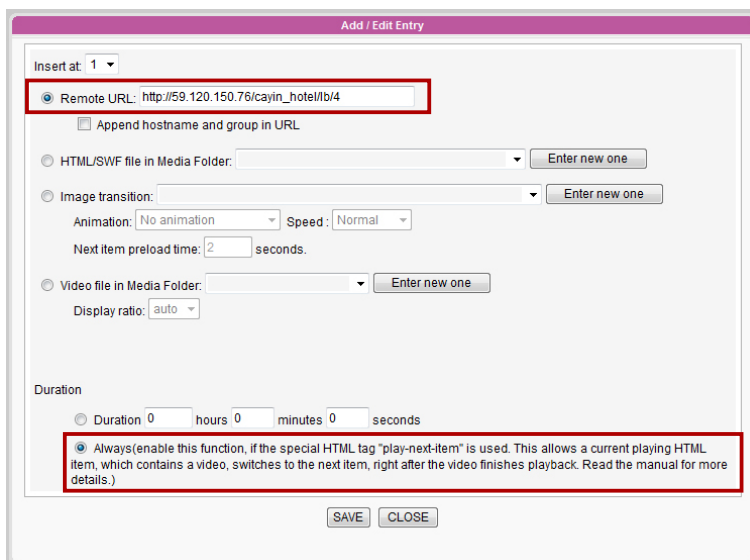 Add / Edit Entry
Insert at: 1
Remote URL: http://59.120.150.76/cayin_hotel/lb/4
Append hostname and group in URL
HTML/SWF file in Media Folder: Enter new one
Image transition: Enter new one
Animation: No animation Speed : Normal
Next item preload time: 2 seconds.
Video file in Media Folder: Enter new one
Display ratio: auto
Duration
Duration 0 hours 0 minutes 0 seconds
Always(enable this function, if the special HTML tag "play-next-item" is used. This allows a current playing HTML
item, which contains a video, switches to the next item, right after the video finishes playback. Read the manual for more
details.)
SAVE CLOSE